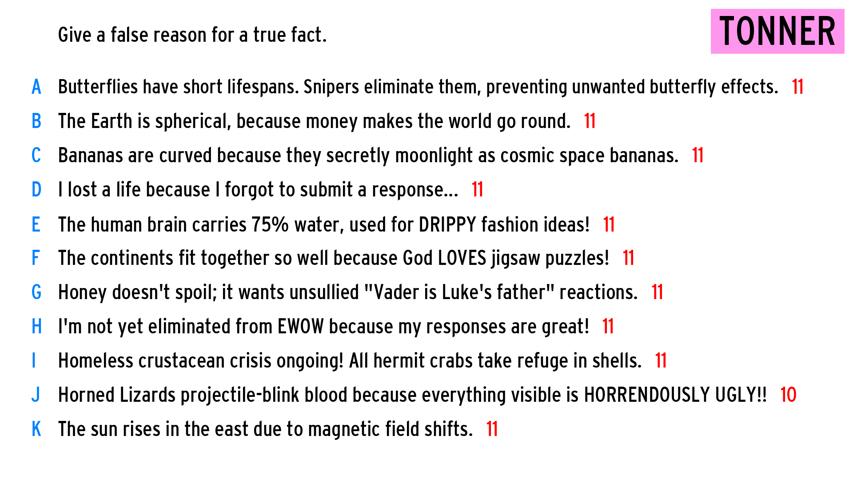 Give a false reason for a true fact.
TONNER
A Butterflies have short lifespans. Snipers eliminate them, preventing unwanted butterfly effects. 11
B The Earth is spherical, because money makes the world go round. 11
C Bananas are curved because they secretly moonlight as cosmic space bananas. 11
D I lost a life because I forgot to submit a response... 11
E The human brain carries 75% water, used for DRIPPY fashion ideas! 11
F The continents fit together so well because God LOVES jigsaw puzzles! 11
G Honey doesn't spoil; it wants unsullied "Vader is Luke's father" reactions. 11
H I'm not yet eliminated from EWOW because my responses are great! 11
I Homeless crustacean crisis ongoing! All hermit crabs take refuge in shells. 11
J Horned Lizards projectile-blink blood because everything visible is HORRENDOUSLY UGLY!! 10
K The sun rises in the east due to magnetic field shifts. 11